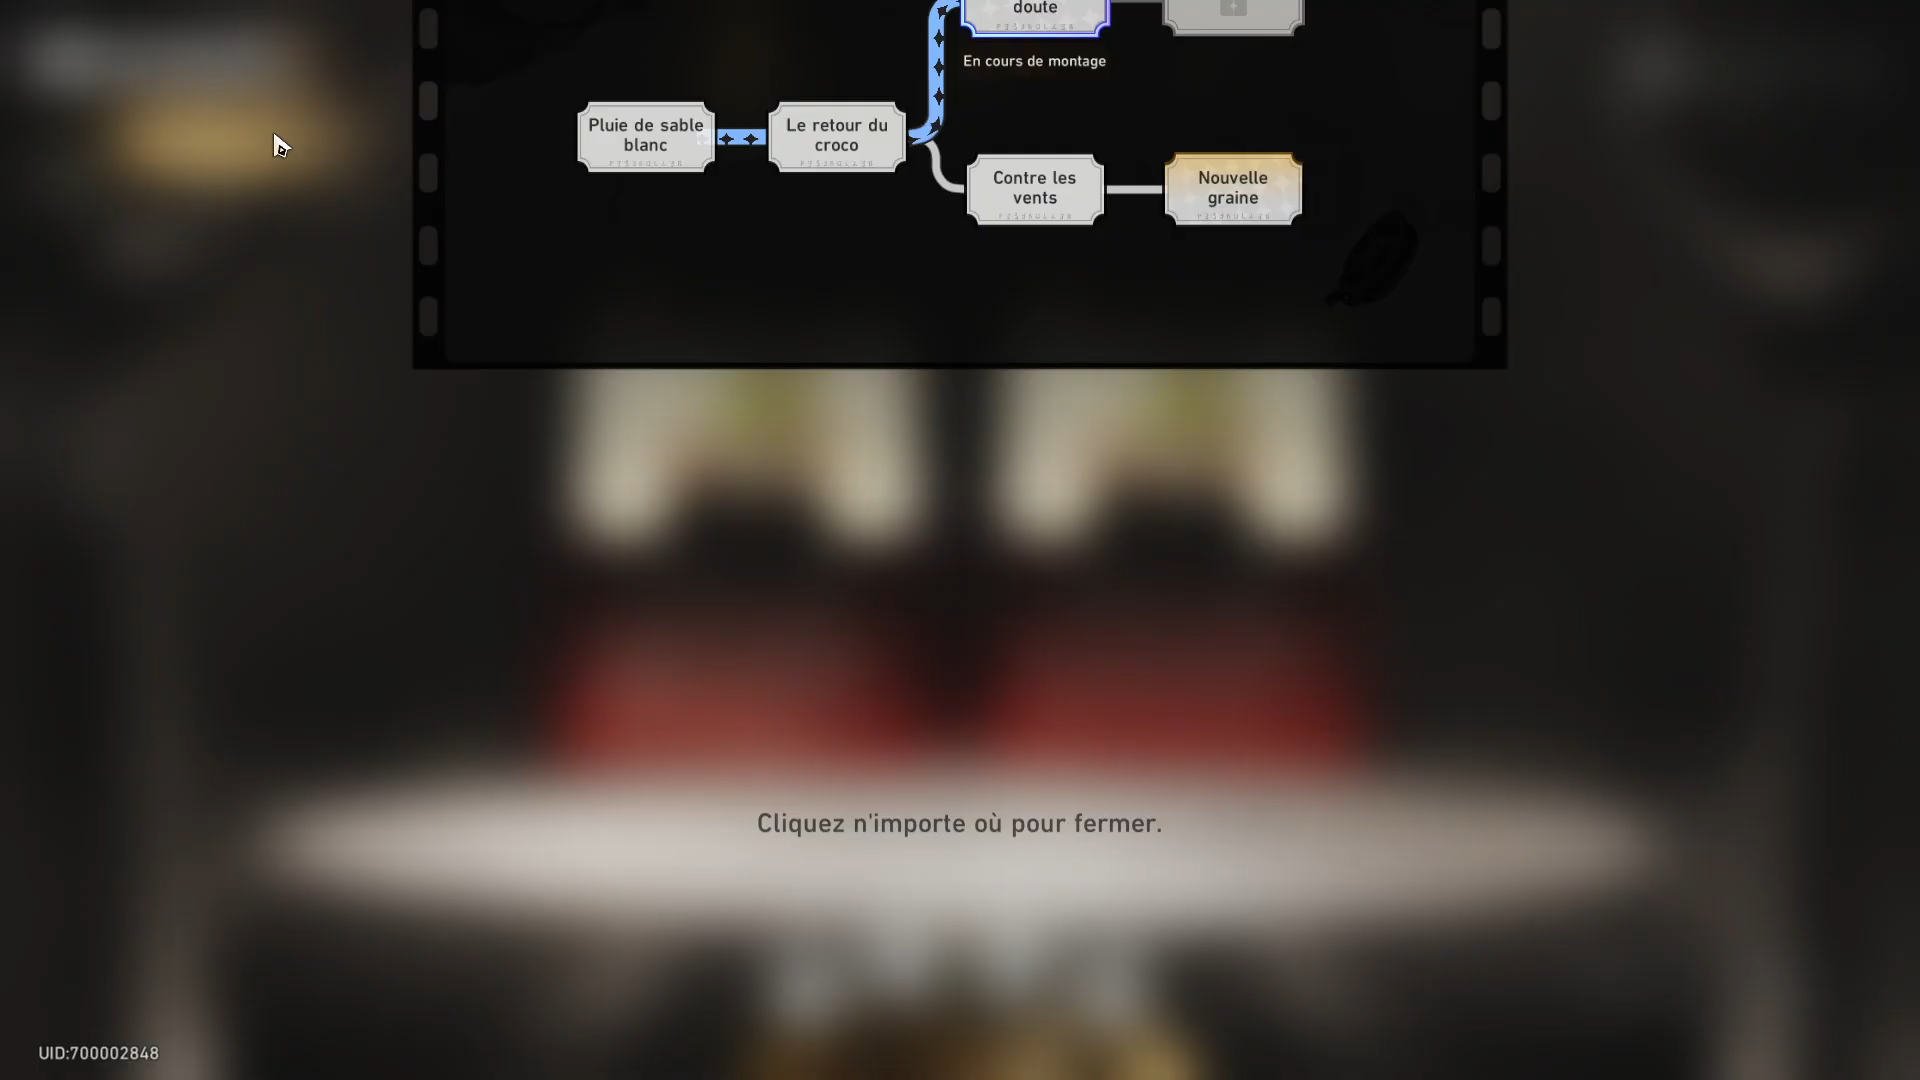 doute
En cours de montage
Pluie de sable
blanc
Le retour du
croco
Contre les
vents
Nouvelle
graine
Cliquez n'importe où pour fermer.
UID:700002848